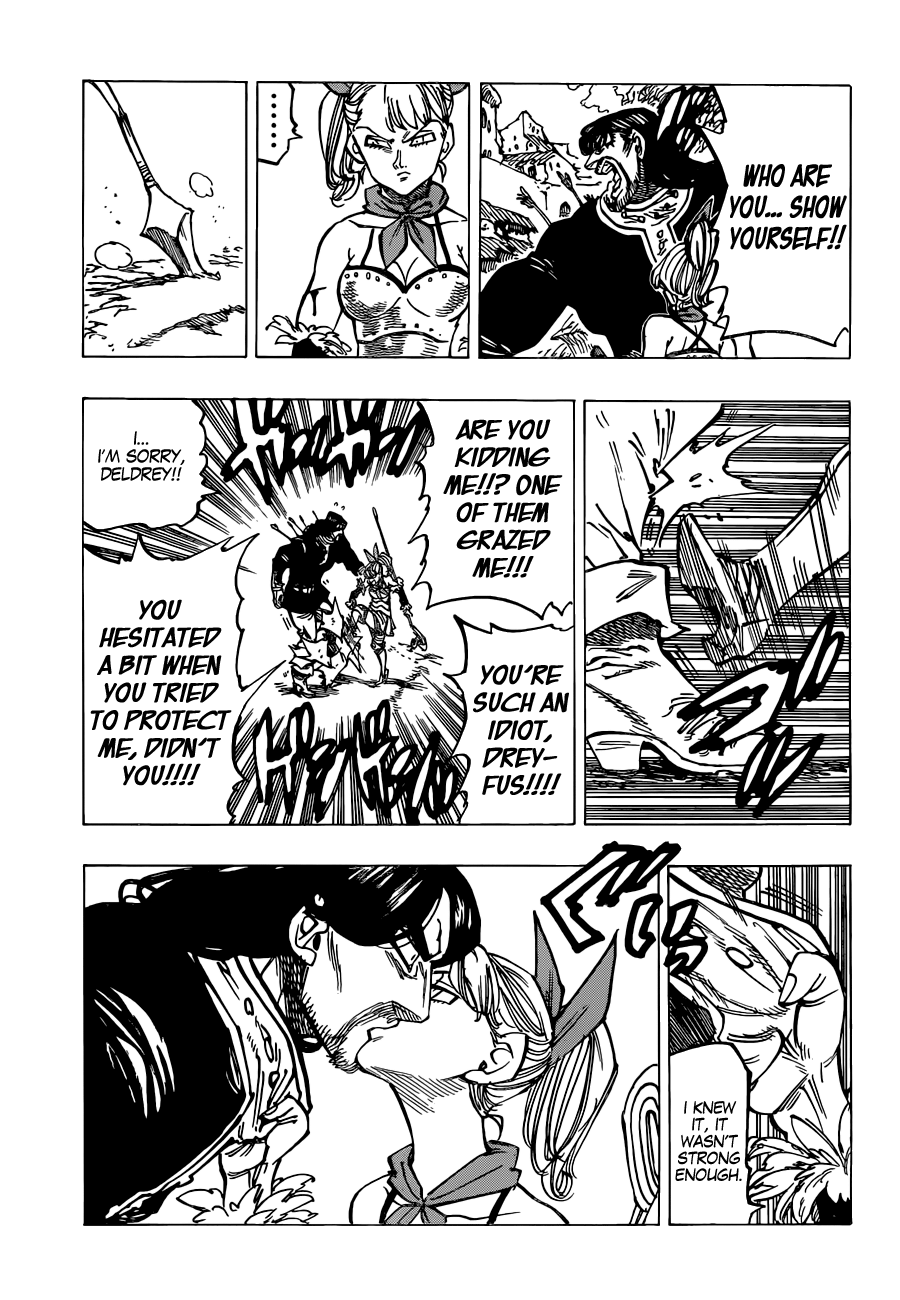 WHO ARE
YOU... SHOW
YOURSELF!!
......
ARE YOU
KIDDING
ME!!? ONE
OF THEM
GRAZED
ME!!!
YOU'RE
SUCH AN
IDIOT,
DREY-
FUS!!!!
I...
I'M SORRY,
DELDREY!!
YOU
HESITATED
A BIT WHEN
YOU TRIED
TO PROTECT
ME, DIDN'T
YOU!!!!
I KNEW
IT, IT
WASN'T
STRONG
ENOUGH.